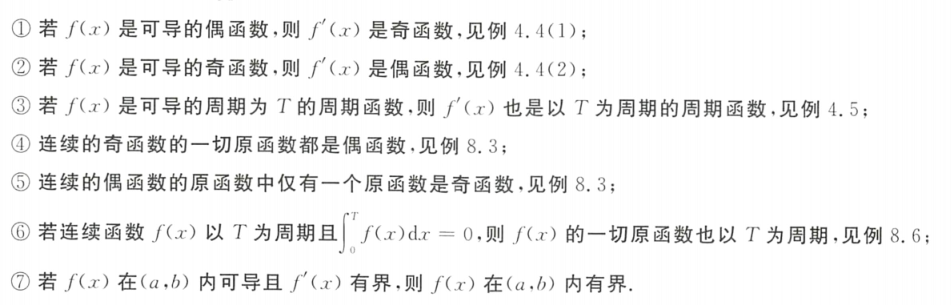 ① 若 f(x) 是可导的偶函数,则 f′(x) 是奇函数,见例 4.4(1);
② 若 f(x) 是可导的奇函数,则 f′(x) 是偶函数,见例 4.4(2);
③ 若 f(x) 是可导的周期为 T 的周期函数,则 f′(x) 也是以 T 为周期的周期函数,见例 4.5;
④ 连续的奇函数的一切原函数都是偶函数,见例 8.3;
⑤ 连续的偶函数的原函数中仅有一个原函数是奇函数,见例 8.3;
⑥ 若连续函数 f(x) 以 T 为周期且∫₀ᵀ f(x)dx = 0,则 f(x) 的一切原函数也以 T 为周期,见例 8.6;
⑦ 若 f(x) 在(a,b) 内可导且 f′(x) 有界,则 f(x) 在(a,b) 内有界.